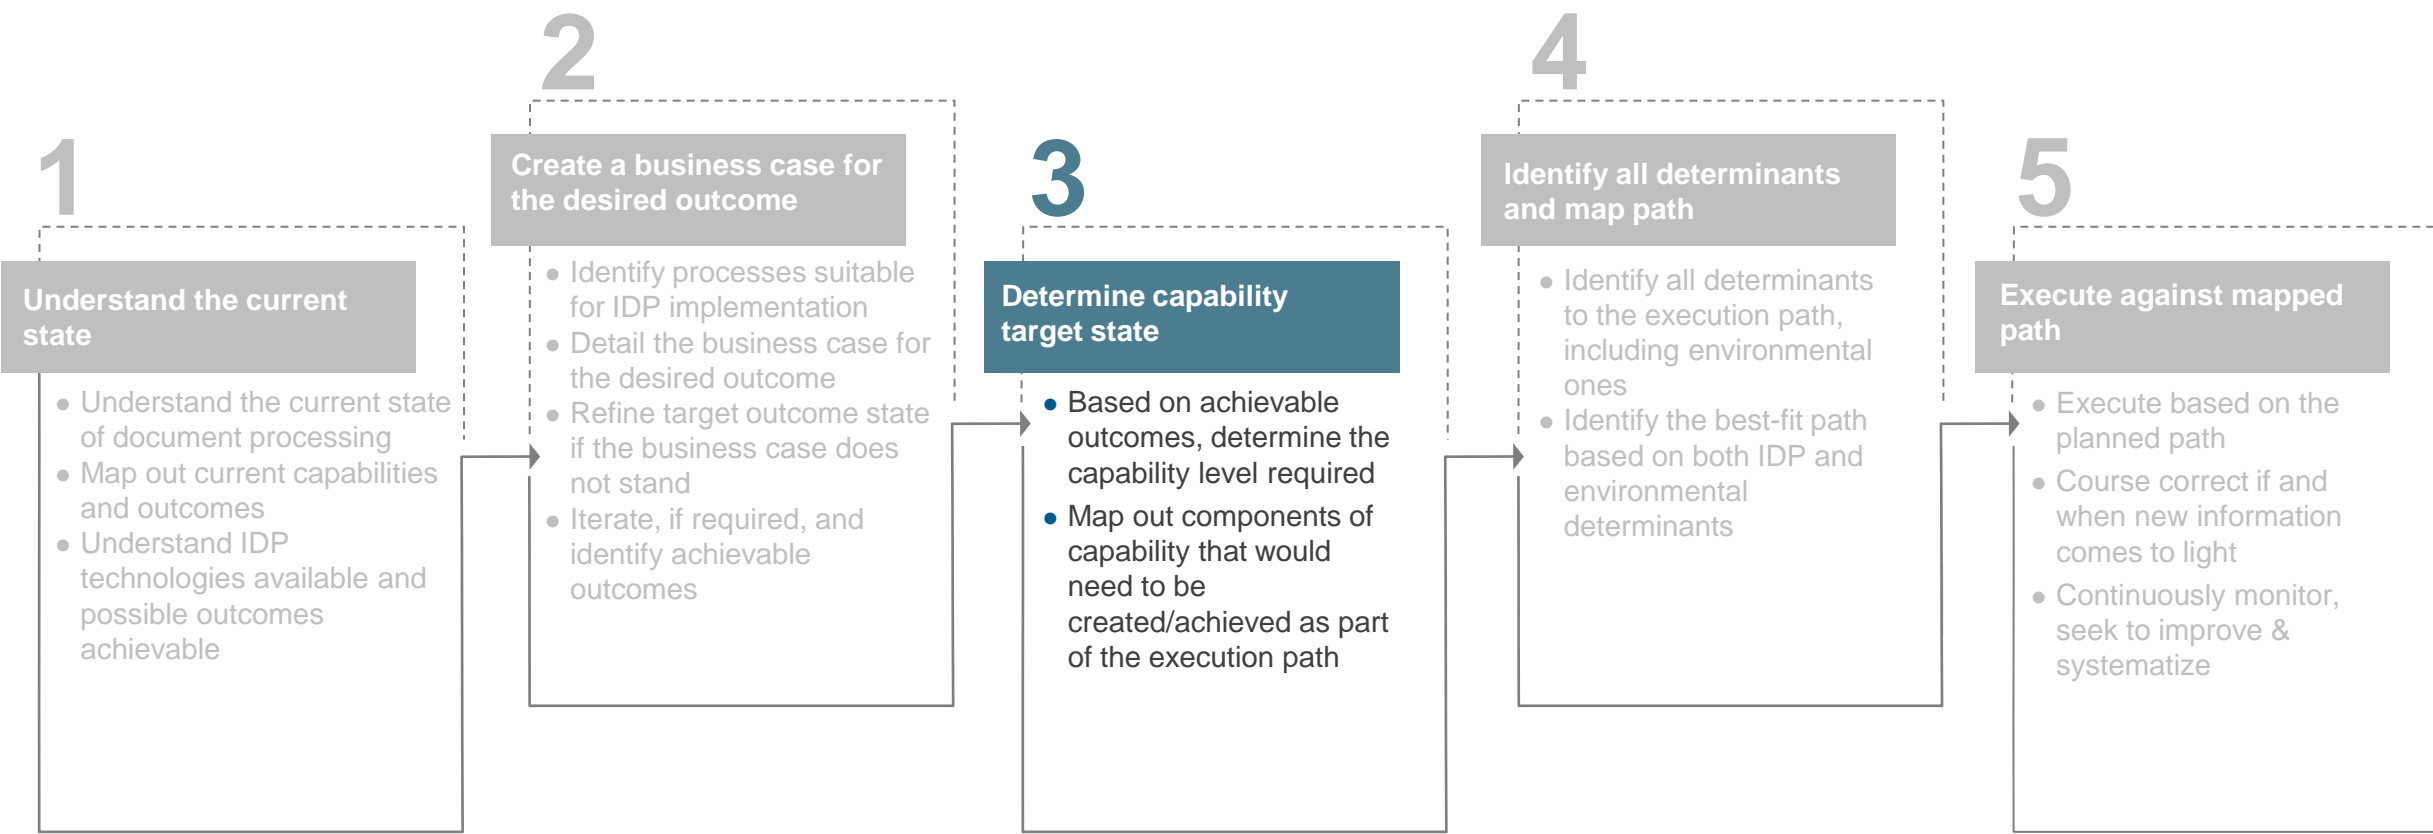 1
Understand the current
state
● Understand the current state
of document processing
● Map out current capabilities
and outcomes
● Understand IDP
technologies available and
possible outcomes
achievable
2
Create a business case for
the desired outcome
● Identify processes suitable
for IDP implementation
● Detail the business case for
the desired outcome
● Refine target outcome state
if the business case does
not stand
● Iterate, if required, and
identify achievable
outcomes
3
Determine capability
target state
● Based on achievable
outcomes, determine the
capability level required
● Map out components of
capability that would
need to be
created/achieved as part
of the execution path
4
Identify all determinants
and map path
● Identify all determinants
to the execution path,
including environmental
ones
● Identify the best-fit path
based on both IDP and
environmental
determinants
5
Execute against mapped
path
● Execute based on the
planned path
● Course correct if and
when new information
comes to light
● Continuously monitor,
seek to improve &
systematize